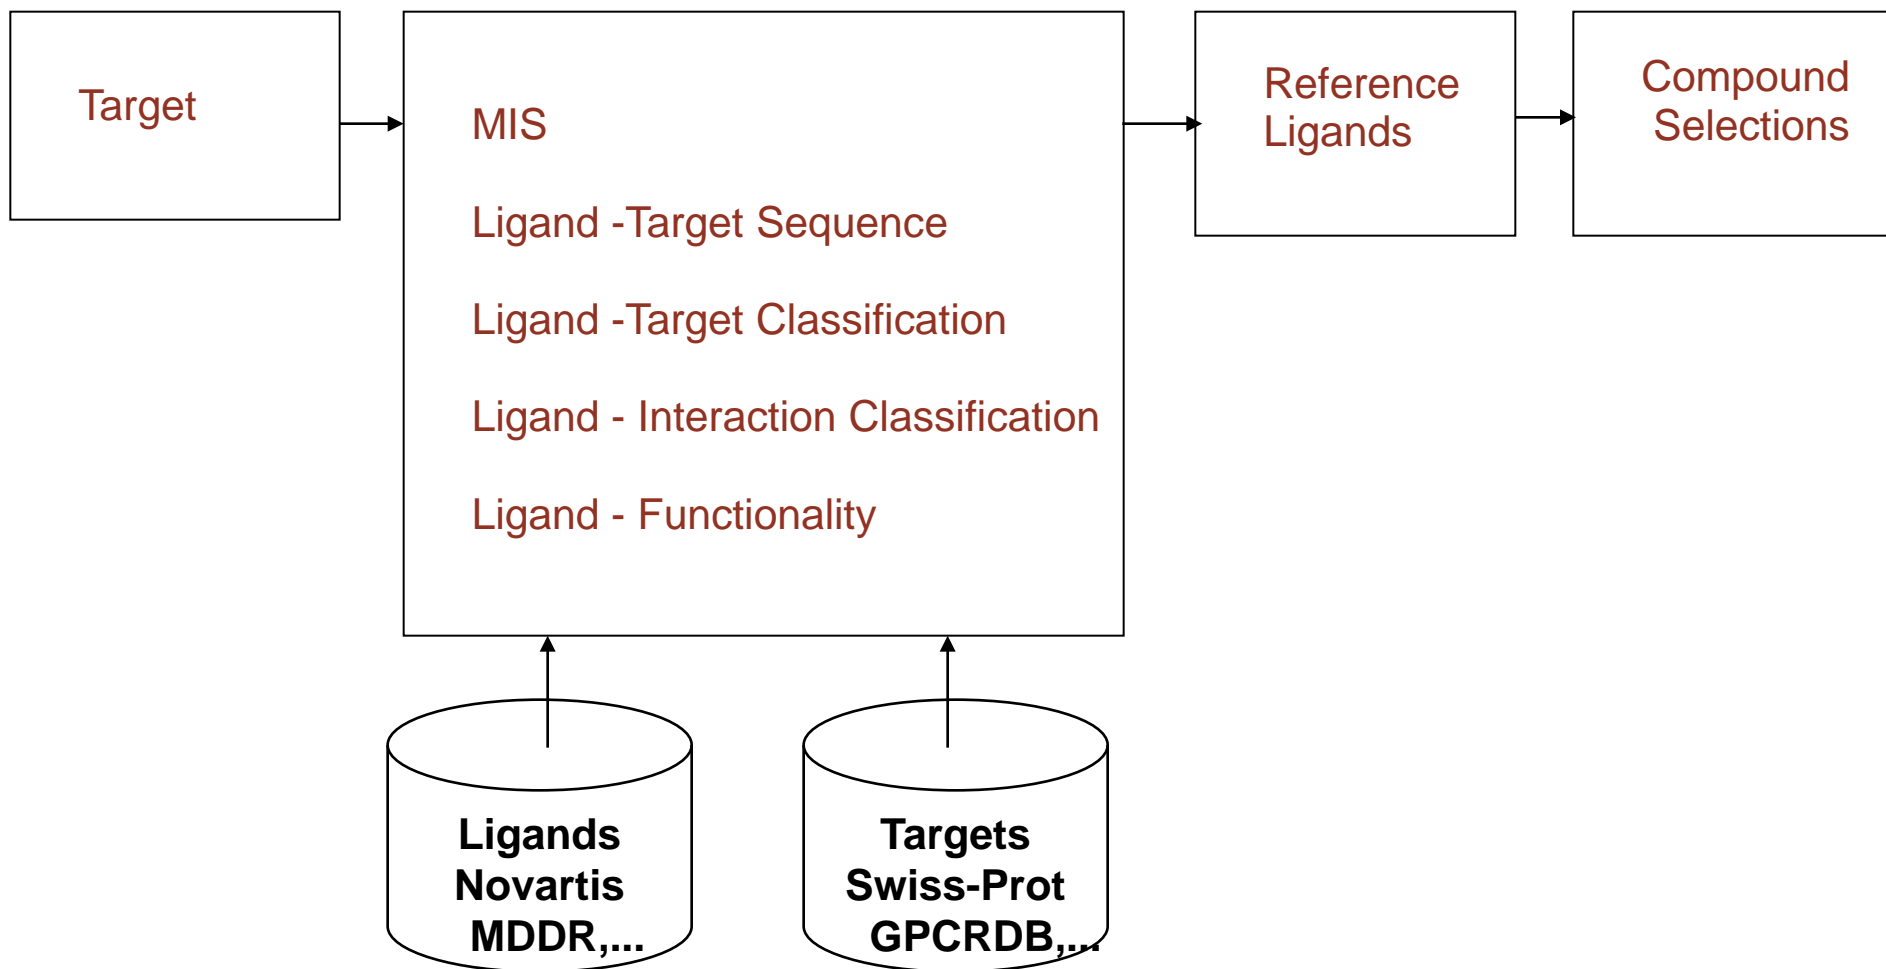 Target
MIS
Ligand -Target Sequence
Ligand -Target Classification
Ligand - Interaction Classification
Ligand - Functionality
Reference
Ligands
Compound
Selections
Ligands
Novartis
MDDR,...
Targets
Swiss-Prot
GPCRDB,...